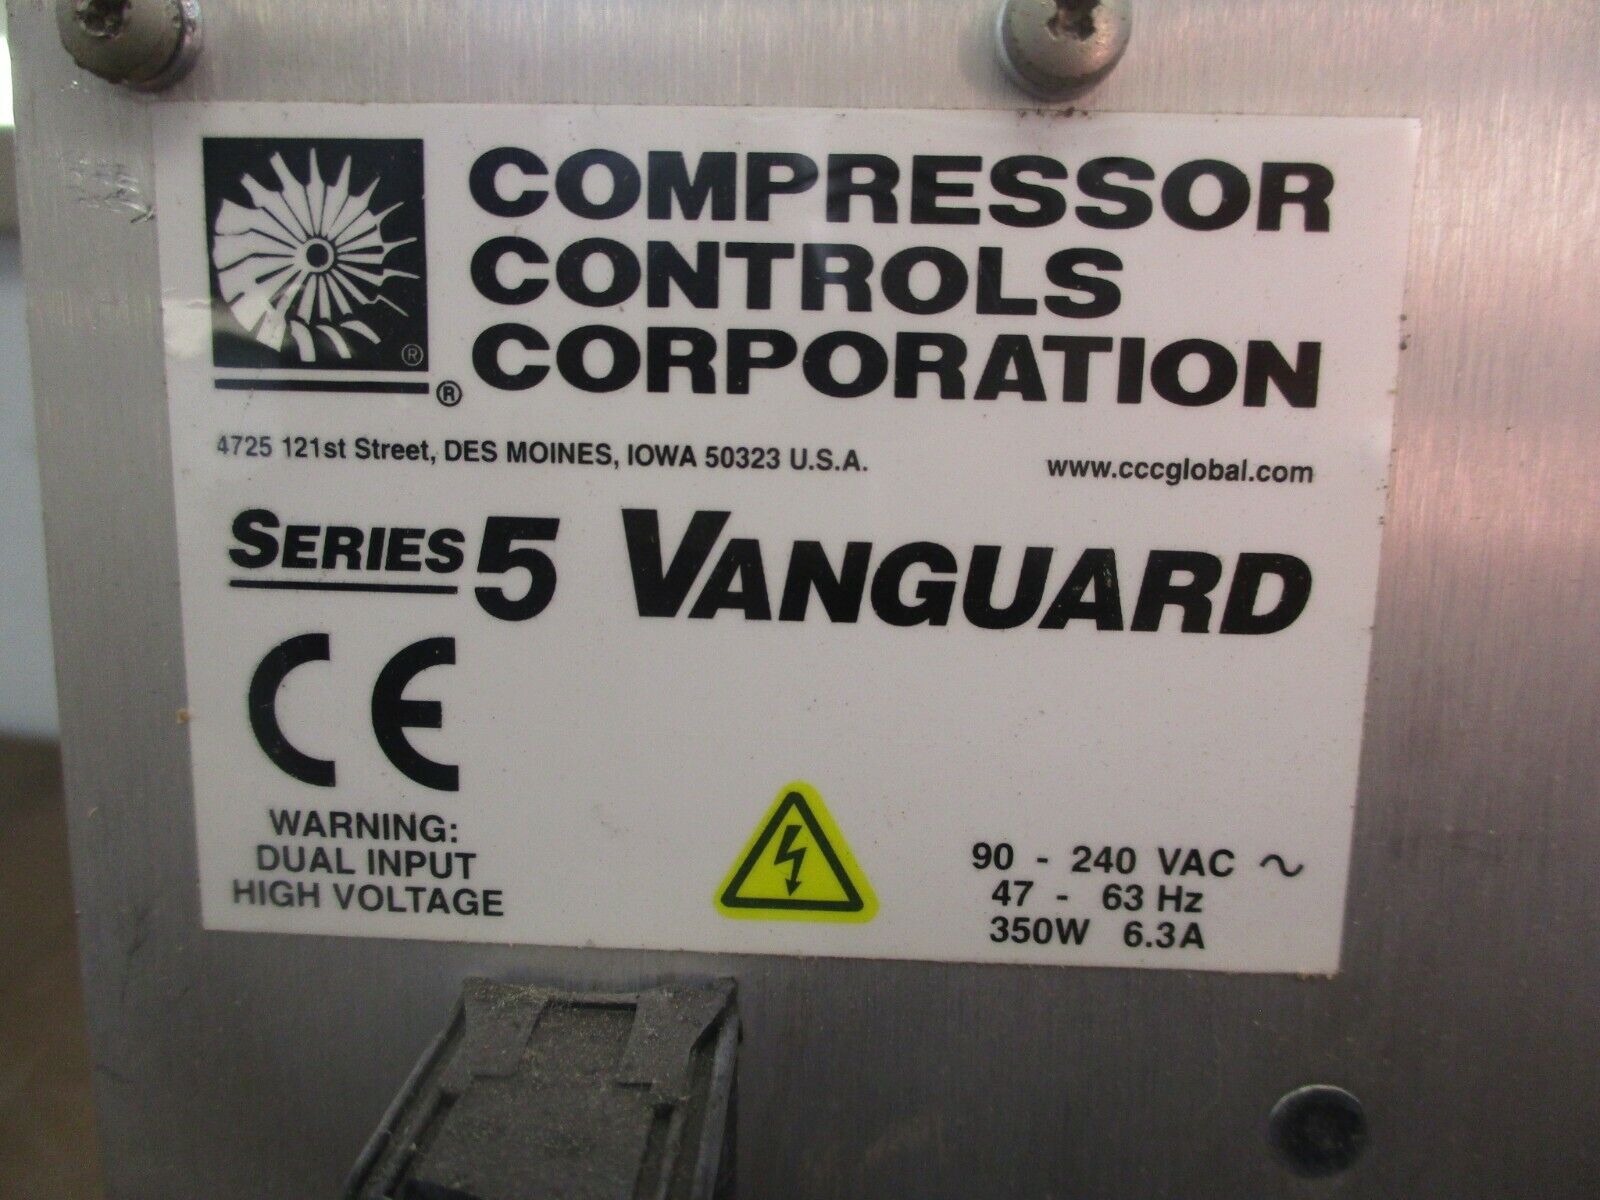 COMPRESSOR
CONTROLS
CORPORATION
®
®
4725 121st Street, DES MOINES, IOWA 50323 U.S.A.
www.cccglobal.com
SERIES 5 VANGUARD
CE
WARNING:
DUAL INPUT
HIGH VOLTAGE
90 - 240 VAC ~
47 - 63 Hz
350W 6.3A